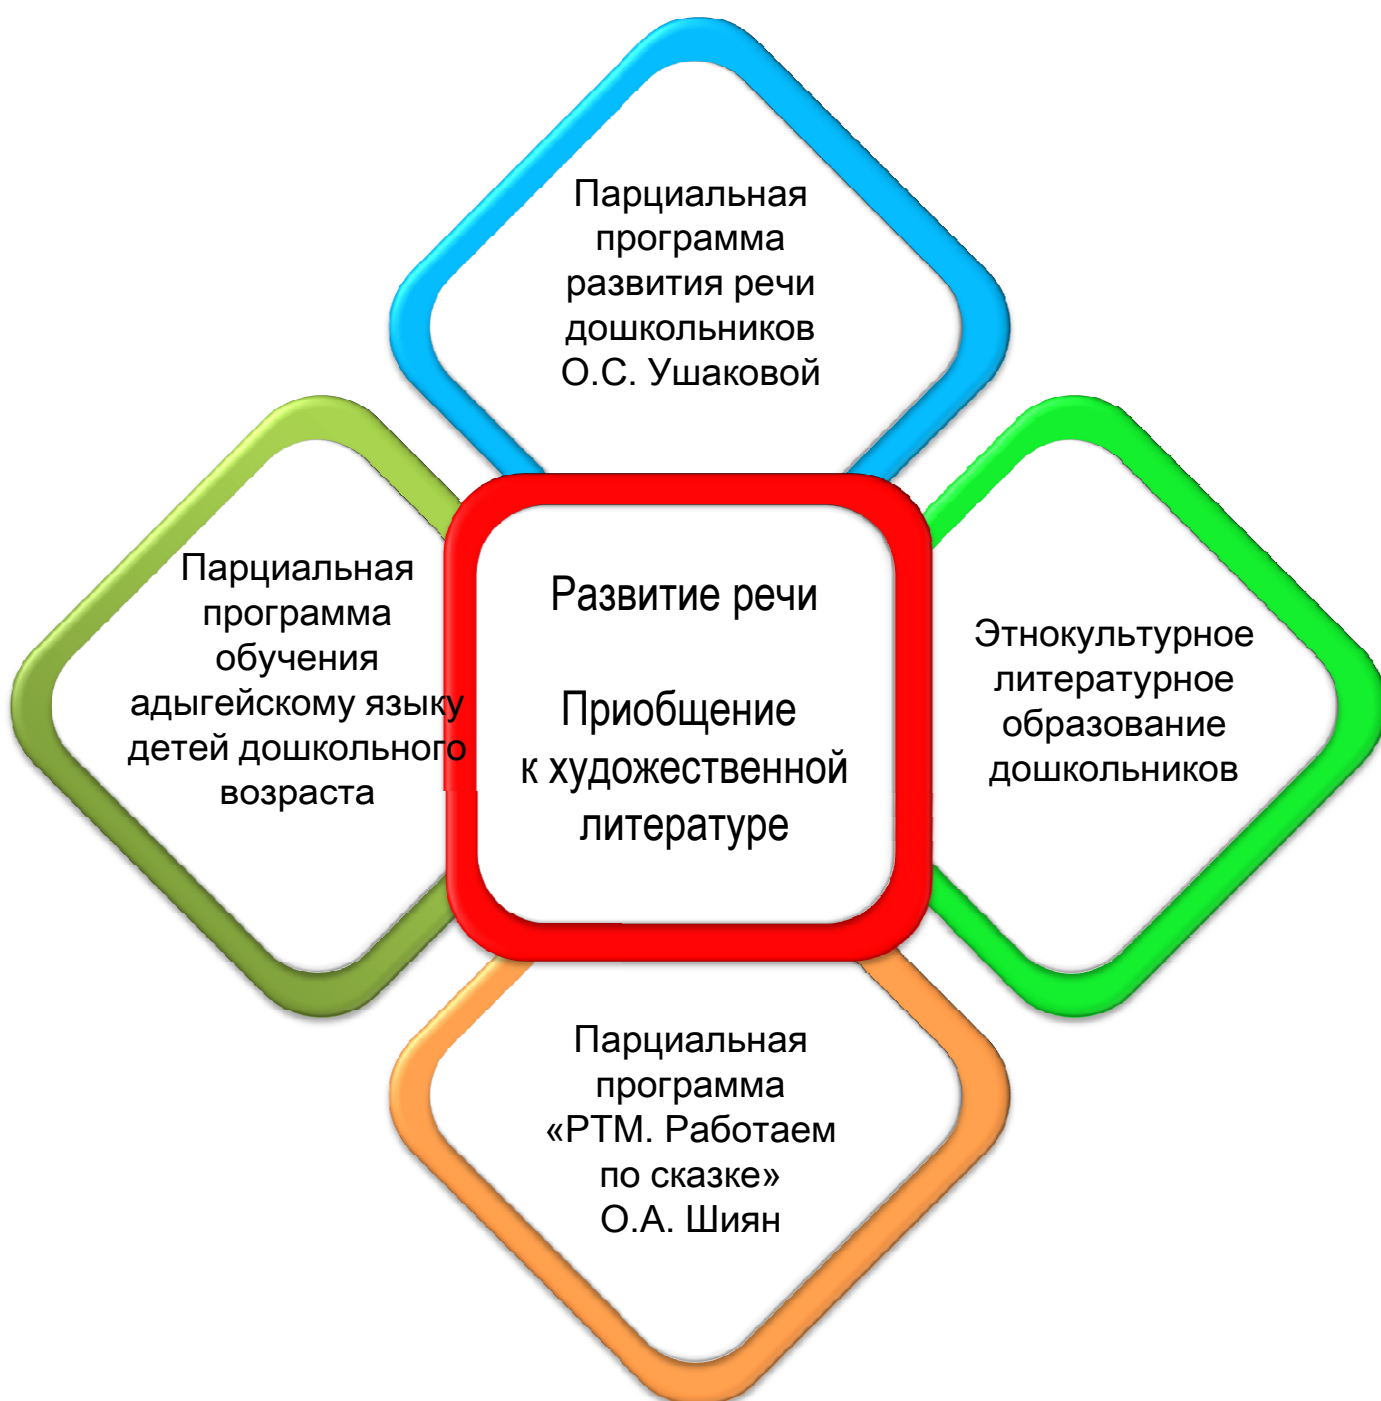 Парциальная
программа
развития речи
дошкольников
О.С. Ушаковой
Парциальная
программа
обучения
адыгейскому языку
детей дошкольного
возраста
Развитие речи
Приобщение
к художественной
литературе
Этнокультурное
литературное
образование
дошкольников
Парциальная
программа
«РТМ. Работаем
по сказке»
О.А. Шиян